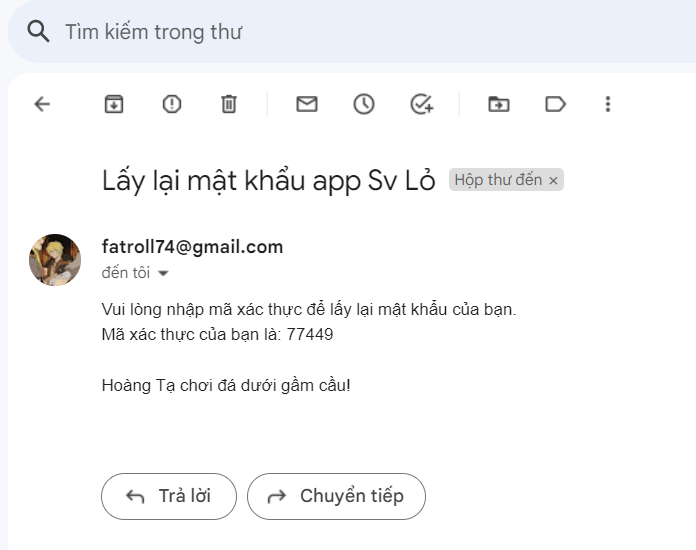 Tìm kiếm trong thư
Lấy lại mật khẩu app Sv Lỏ Hộp thư đến ×
fatroll74@gmail.com
đến tôi
Vui lòng nhập mã xác thực để lấy lại mật khẩu của bạn.
Mã xác thực của bạn là: 77449
Hoàng Tạ chơi đá dưới gầm cầu!
Trả lời
Chuyển tiếp